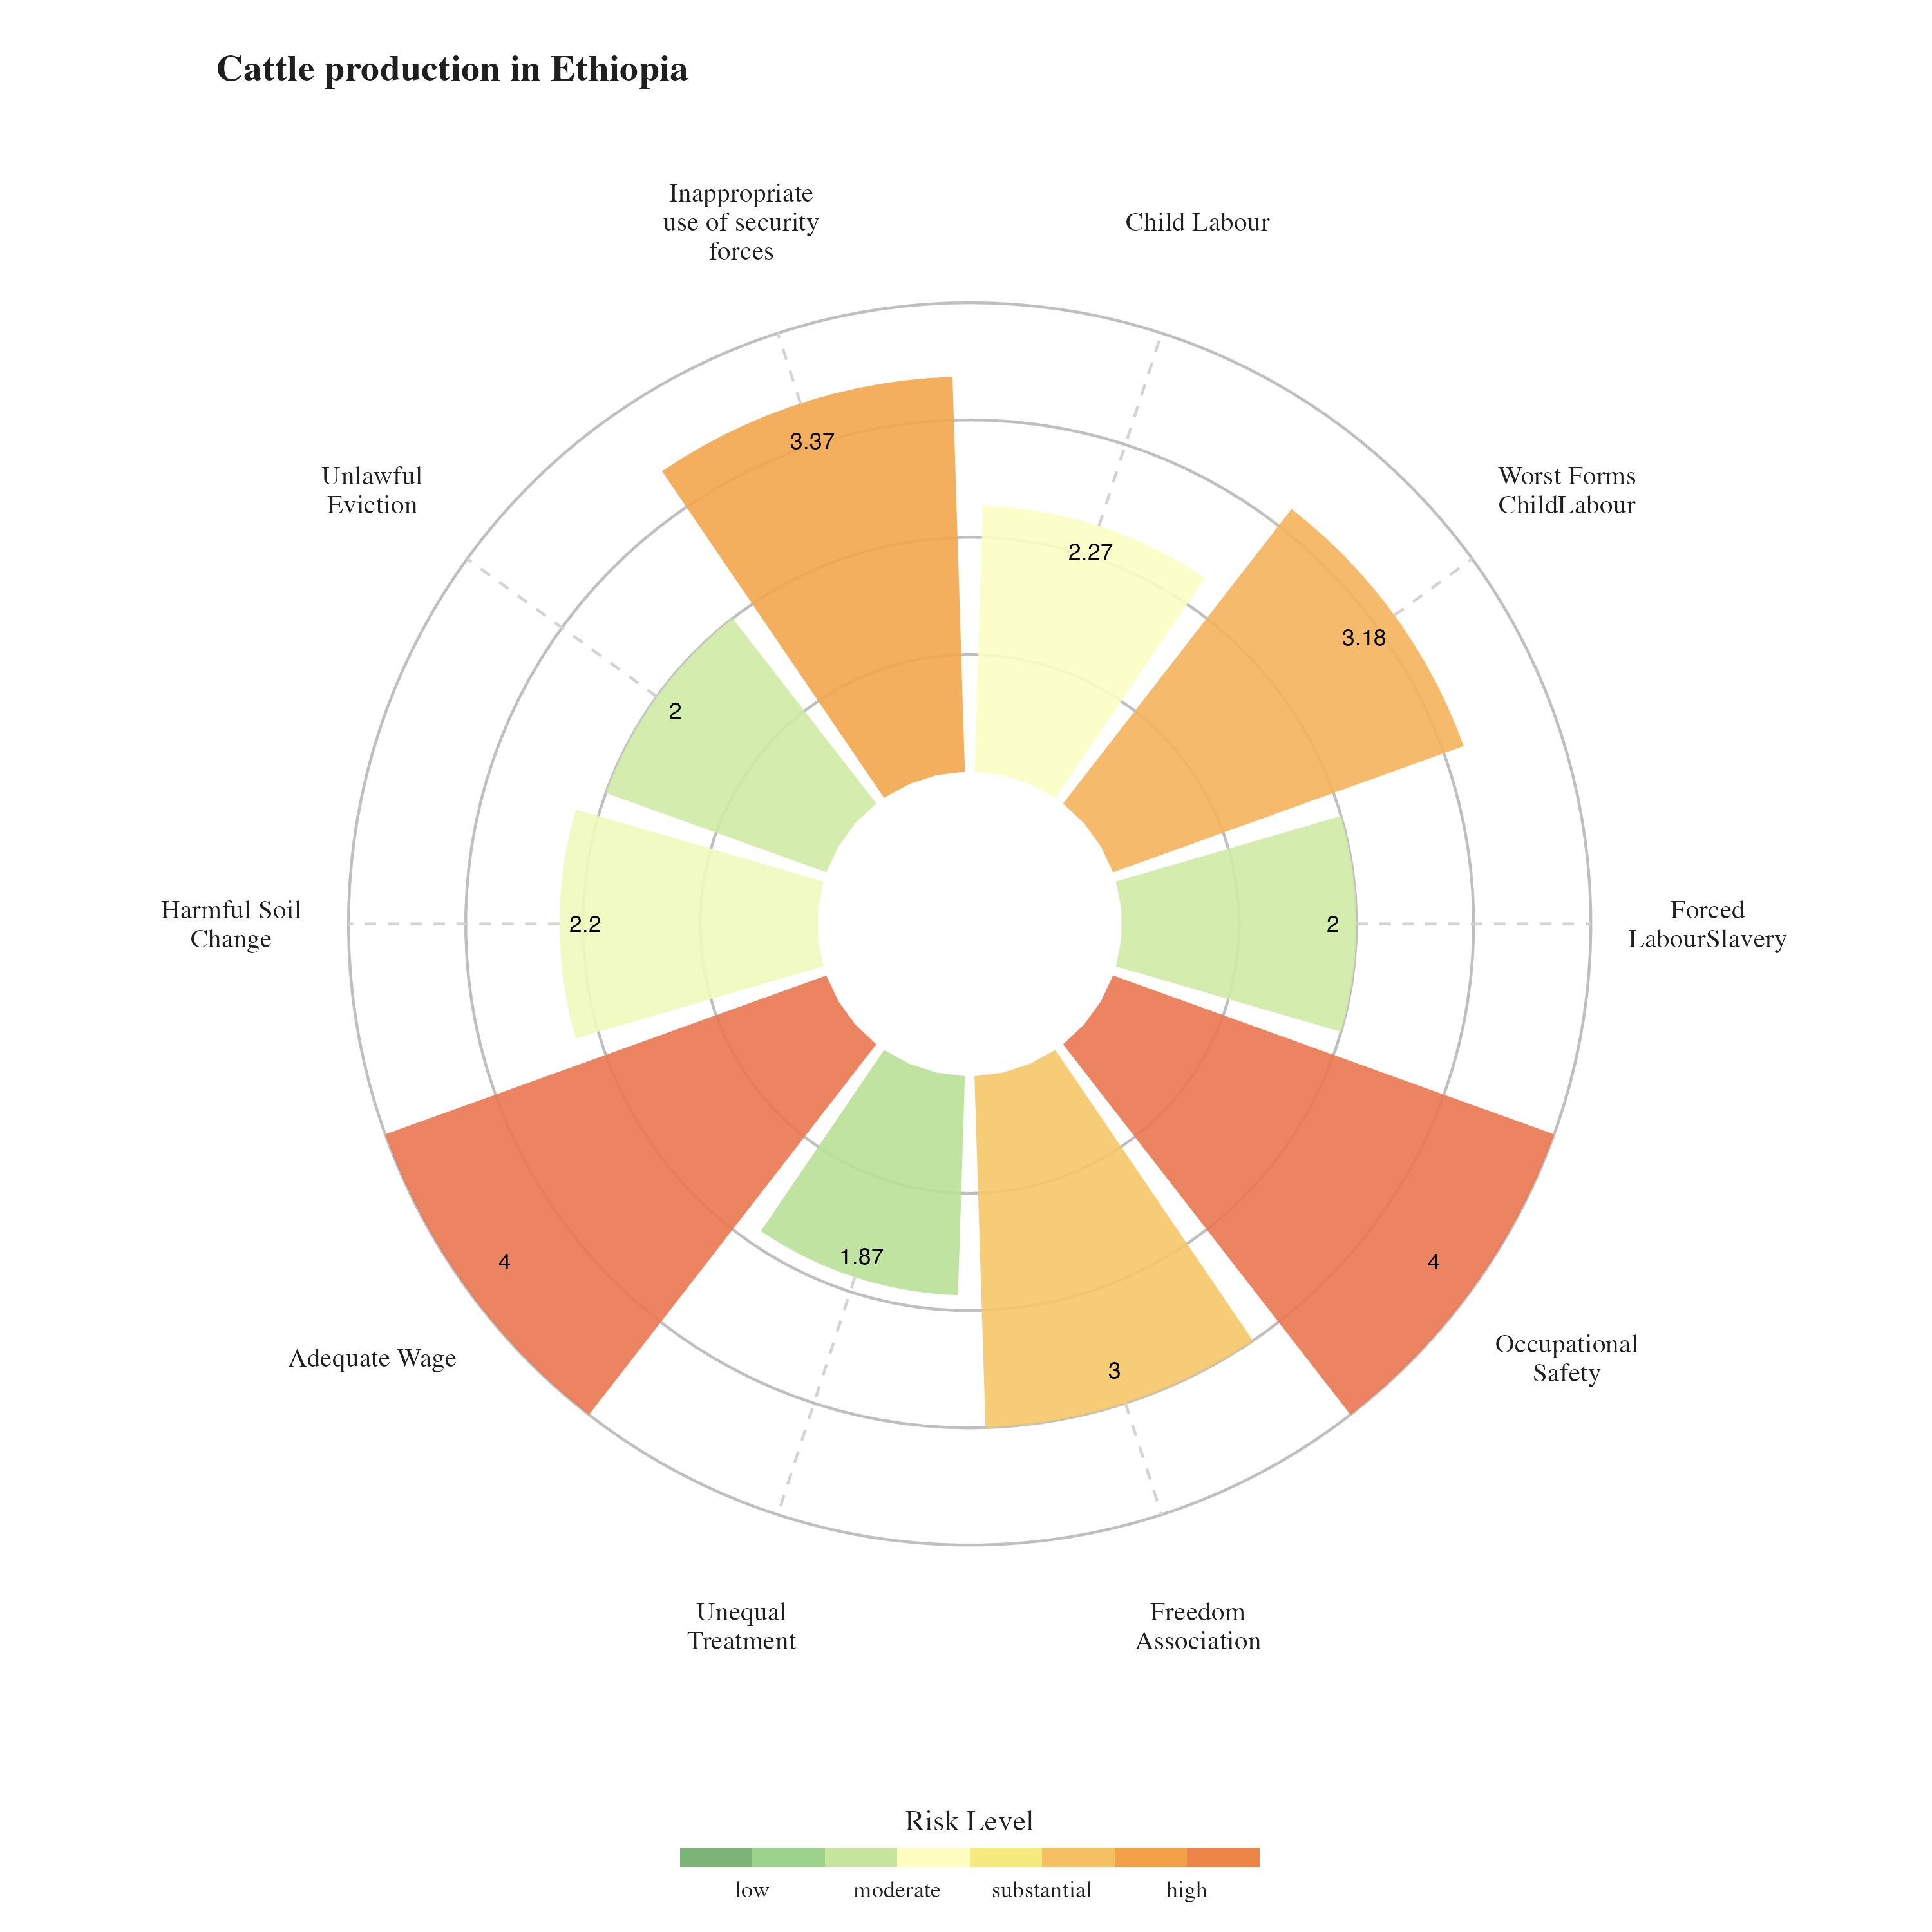 Cattle production in Ethiopia
Inappropriate
use of security
forces
Child Labour
Unlawful
Eviction
Worst Forms
ChildLabour
3.37
2.27
3.18
2
Harmful Soil
Change
2.2
2
Forced
LabourSlavery
4
1.87
4
Adequate Wage
3
Occupational
Safety
Unequal
Treatment
Freedom
Association
Risk Level
low moderate substantial high